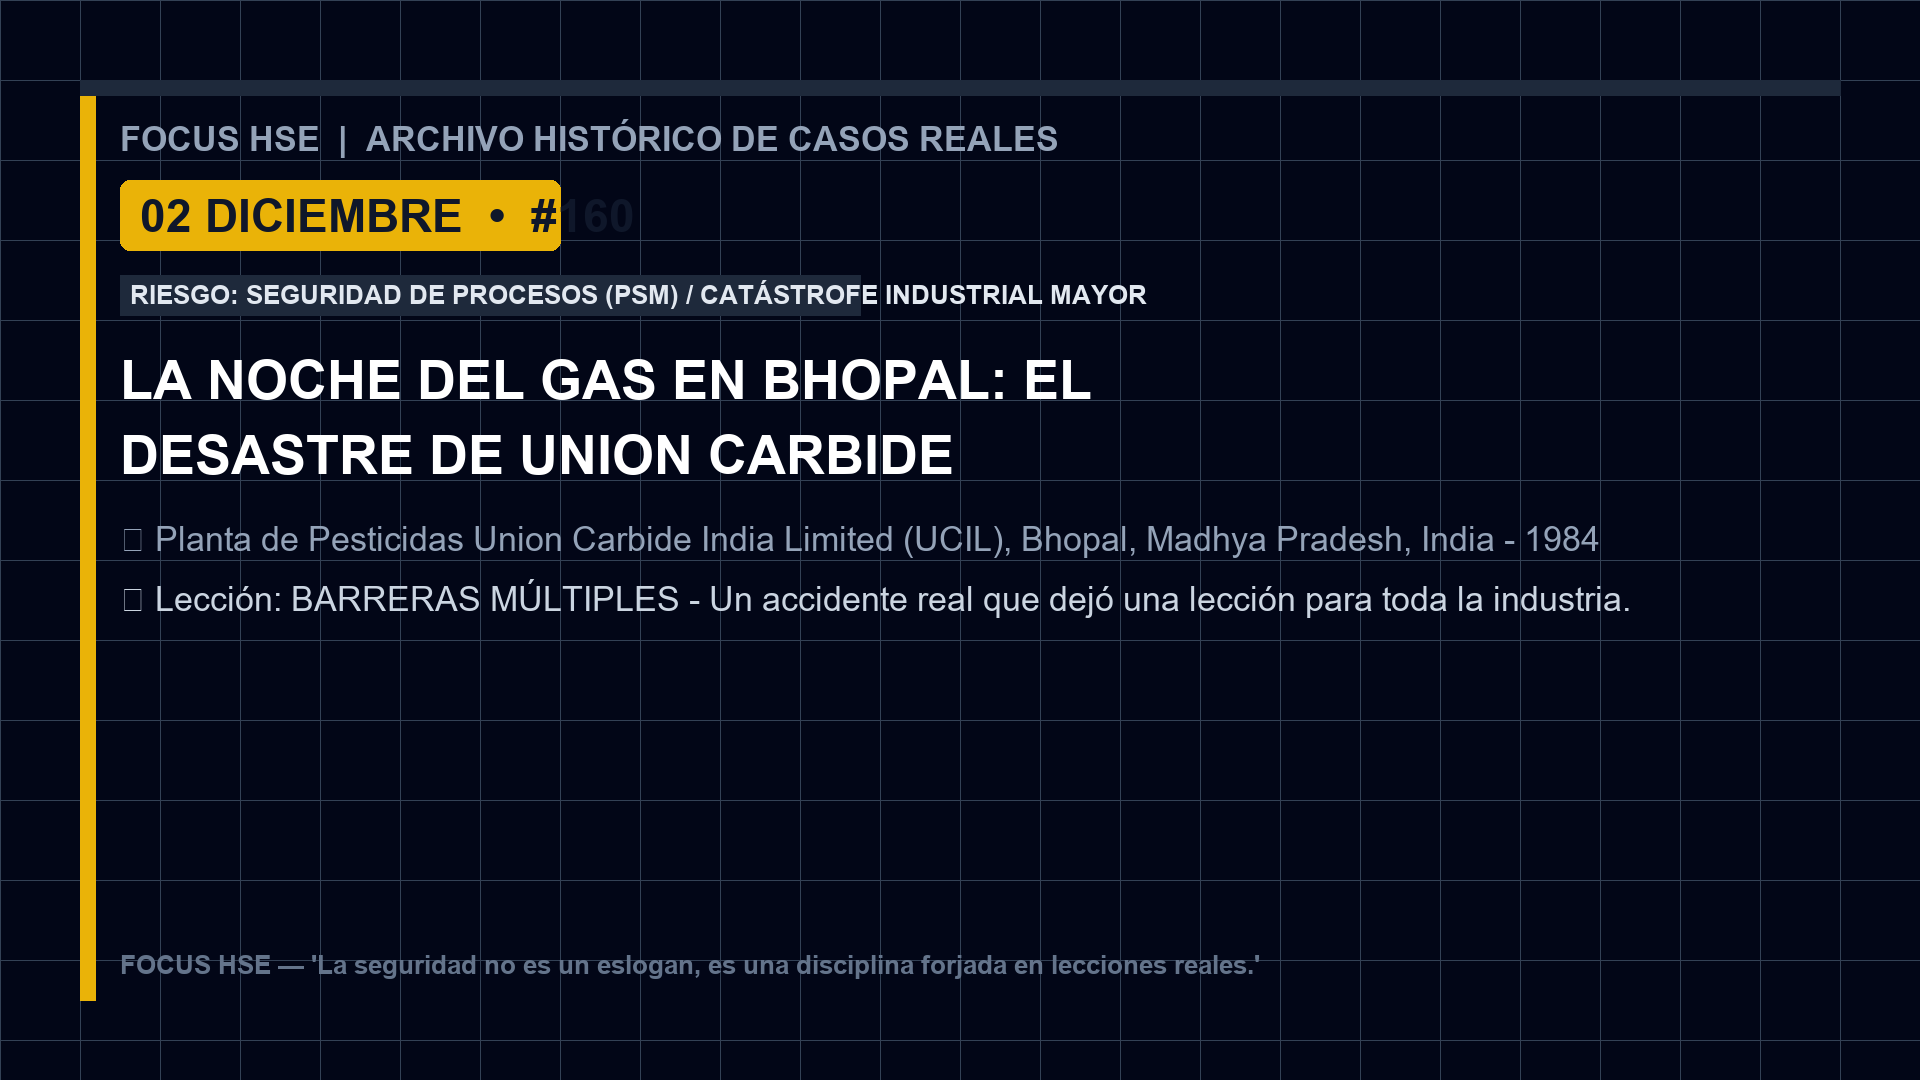 FOCUS HSE | ARCHIVO HISTÓRICO DE CASOS REALES
02 DICIEMBRE • #160
RIESGO: SEGURIDAD DE PROCESOS (PSM) / CATÁSTROFE INDUSTRIAL MAYOR
LA NOCHE DEL GAS EN BHOPAL: EL
DESASTRE DE UNION CARBIDE
Planta de Pesticidas Union Carbide India Limited (UCIL), Bhopal, Madhya Pradesh, India - 1984
Lección: BARRERAS MÚLTIPLES - Un accidente real que dejó una lección para toda la industria.
FOCUS HSE — 'La seguridad no es un eslogan, es una disciplina forjada en lecciones reales.'